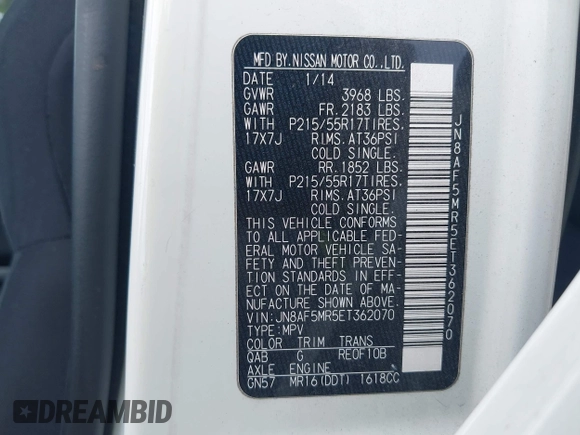 MFD BY. NISSAN MOTOR CO.,LTD.
DATE 1/14
GVWR 3968 LBS.
GAWR FR. 2183 LBS.
WITH P215/55R17TIRES.
17X7J RIMS. AT36PSI
COLD SINGLE.
GAWR RR. 1852 LBS.
WITH P215/55R17TIRES.
17X7J RIMS. AT36PSI
COLD SINGLE.
THIS VEHICLE CONFORMS
TO ALL APPLICABLE FED-
ERAL MOTOR VEHICLE SA-
FETY AND THEFT PREVEN-
TION STANDARDS IN EFF-
ECT ON THE DATE OF MA-
NUFACTURE SHOWN ABOVE.
VIN: JN8AF5MR5ET362070
TYPE: MPV
COLOR TRIM TRANS
QAB G RE0F10B
AXLE ENGINE
GN57 MR16(DDT) 1618CC
JN8AF5MR5ET362070
DREAMBID